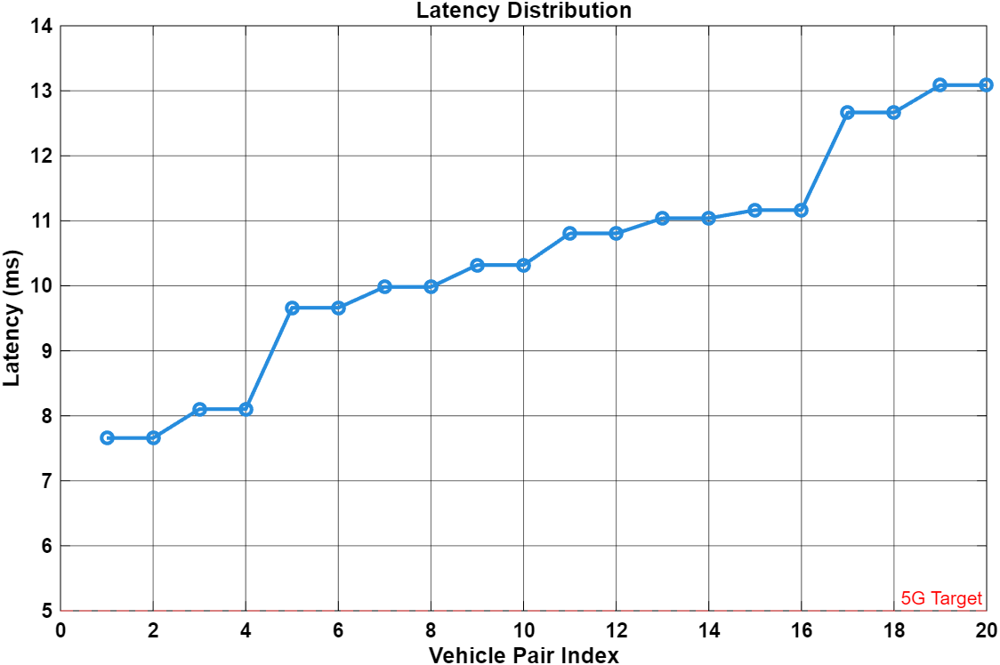 Latency Distribution
14
13
12
11
10
9
8
7
6
5
Latency (ms)
5G Target
0 2 4 6 8 10 12 14 16 18 20
Vehicle Pair Index